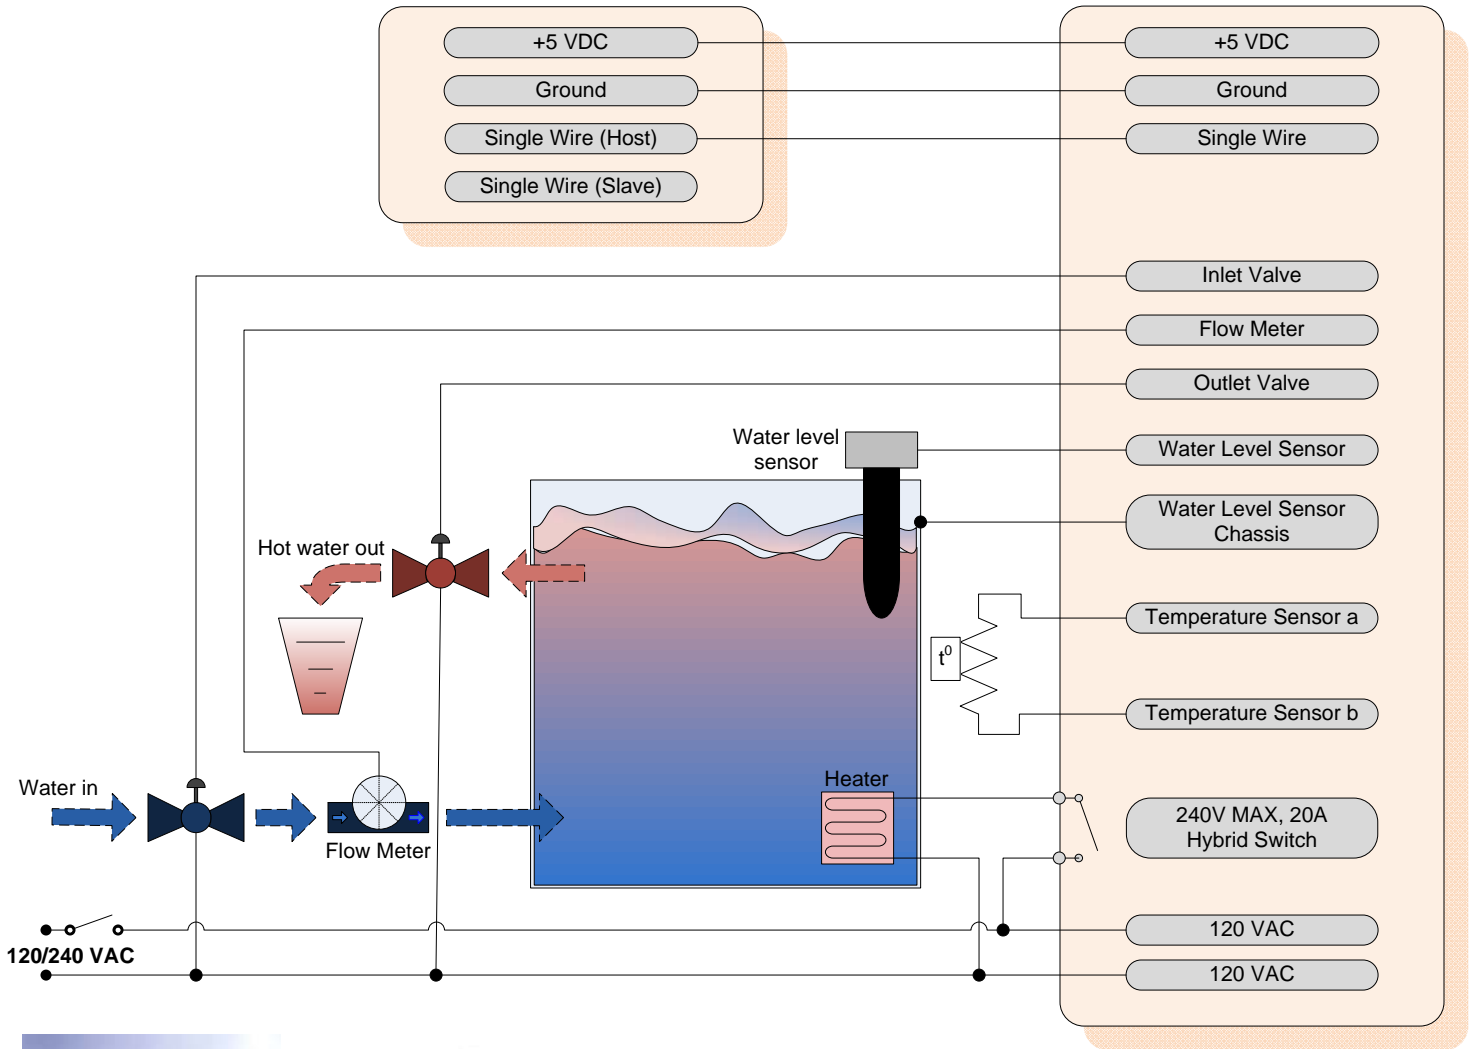 +5 VDC
Ground
Single Wire (Host)
Single Wire (Slave)
+5 VDC
Ground
Single Wire
Inlet Valve
Flow Meter
Outlet Valve
Water Level Sensor
Water Level Sensor
Chassis
Temperature Sensor a
Temperature Sensor b
240V MAX, 20A
Hybrid Switch
120 VAC
120 VAC
Water level
sensor
Hot water out
t⁰
Heater
Water in
Flow Meter
120/240 VAC